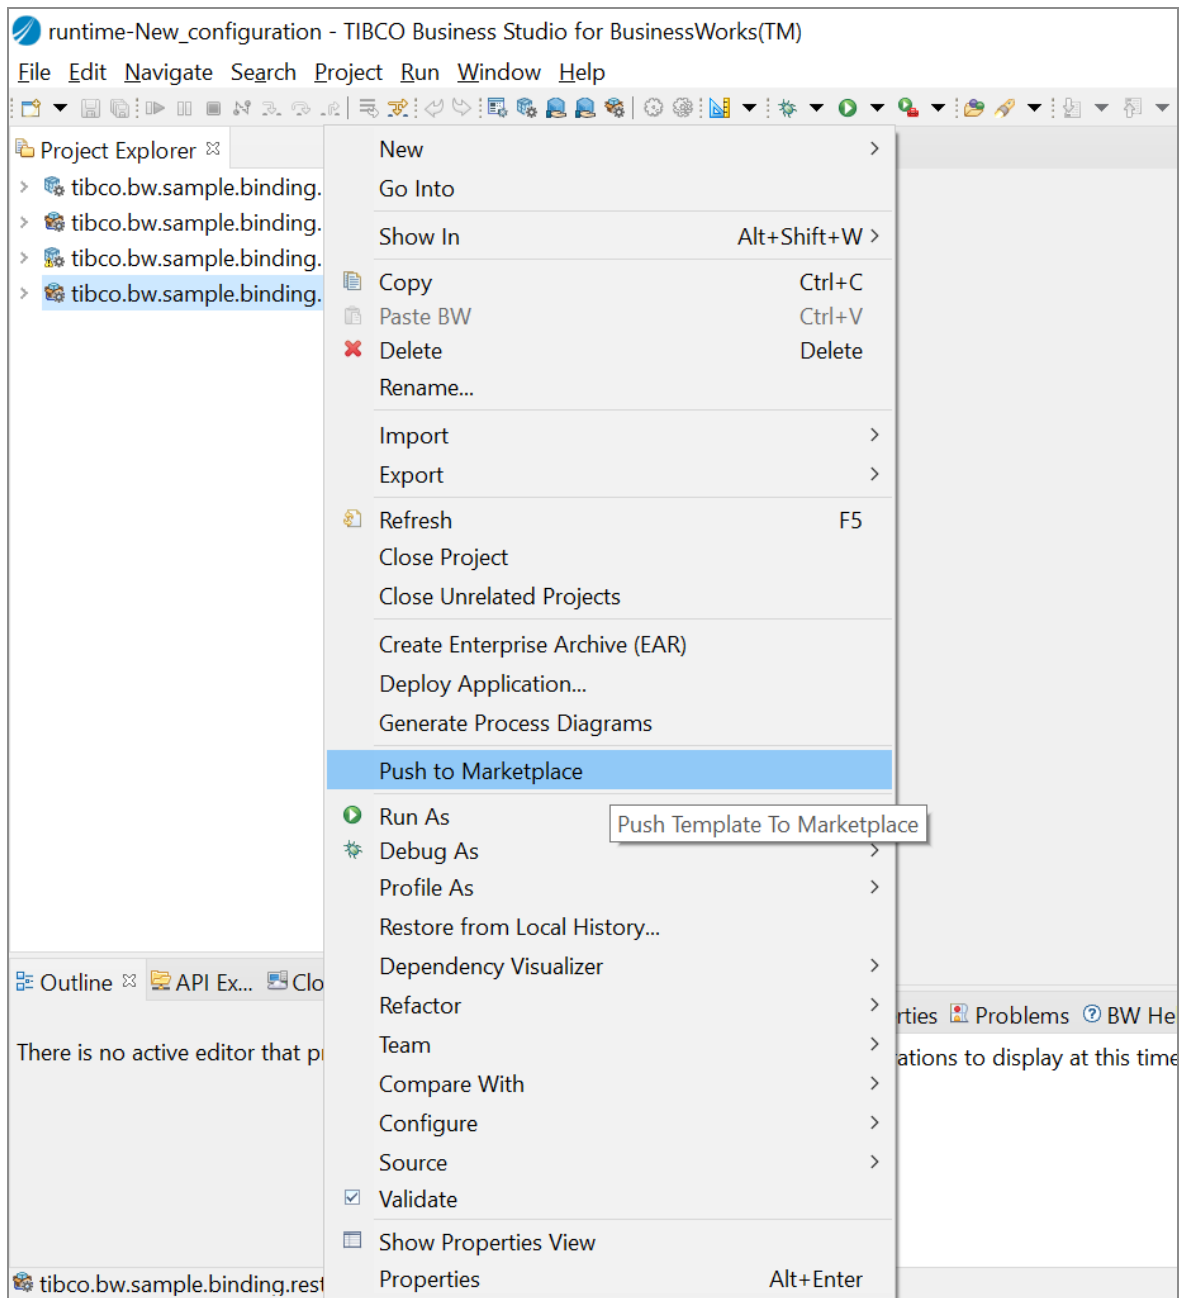 runtime-New_configuration - TIBCO Business Studio for BusinessWorks(TM)
File Edit Navigate Search Project Run Window Help
Project Explorer
tibco.bw.sample.binding.
tibco.bw.sample.binding.
tibco.bw.sample.binding.
tibco.bw.sample.binding.
New
Go Into
Show In Alt+Shift+W
Copy Ctrl+C
Paste BW Ctrl+V
Delete Delete
Rename...
Import
Export
Refresh F5
Close Project
Close Unrelated Projects
Create Enterprise Archive (EAR)
Deploy Application...
Generate Process Diagrams
Push to Marketplace
Run As
Push Template To Marketplace
Debug As
Profile As
Restore from Local History...
Dependency Visualizer
Refactor
Team
Compare With
Configure
Source
Validate
Show Properties View
Properties Alt+Enter
Outline API Ex... Clo
There is no active editor that pr
rties Problems BW He
ations to display at this time
tibco.bw.sample.binding.rest